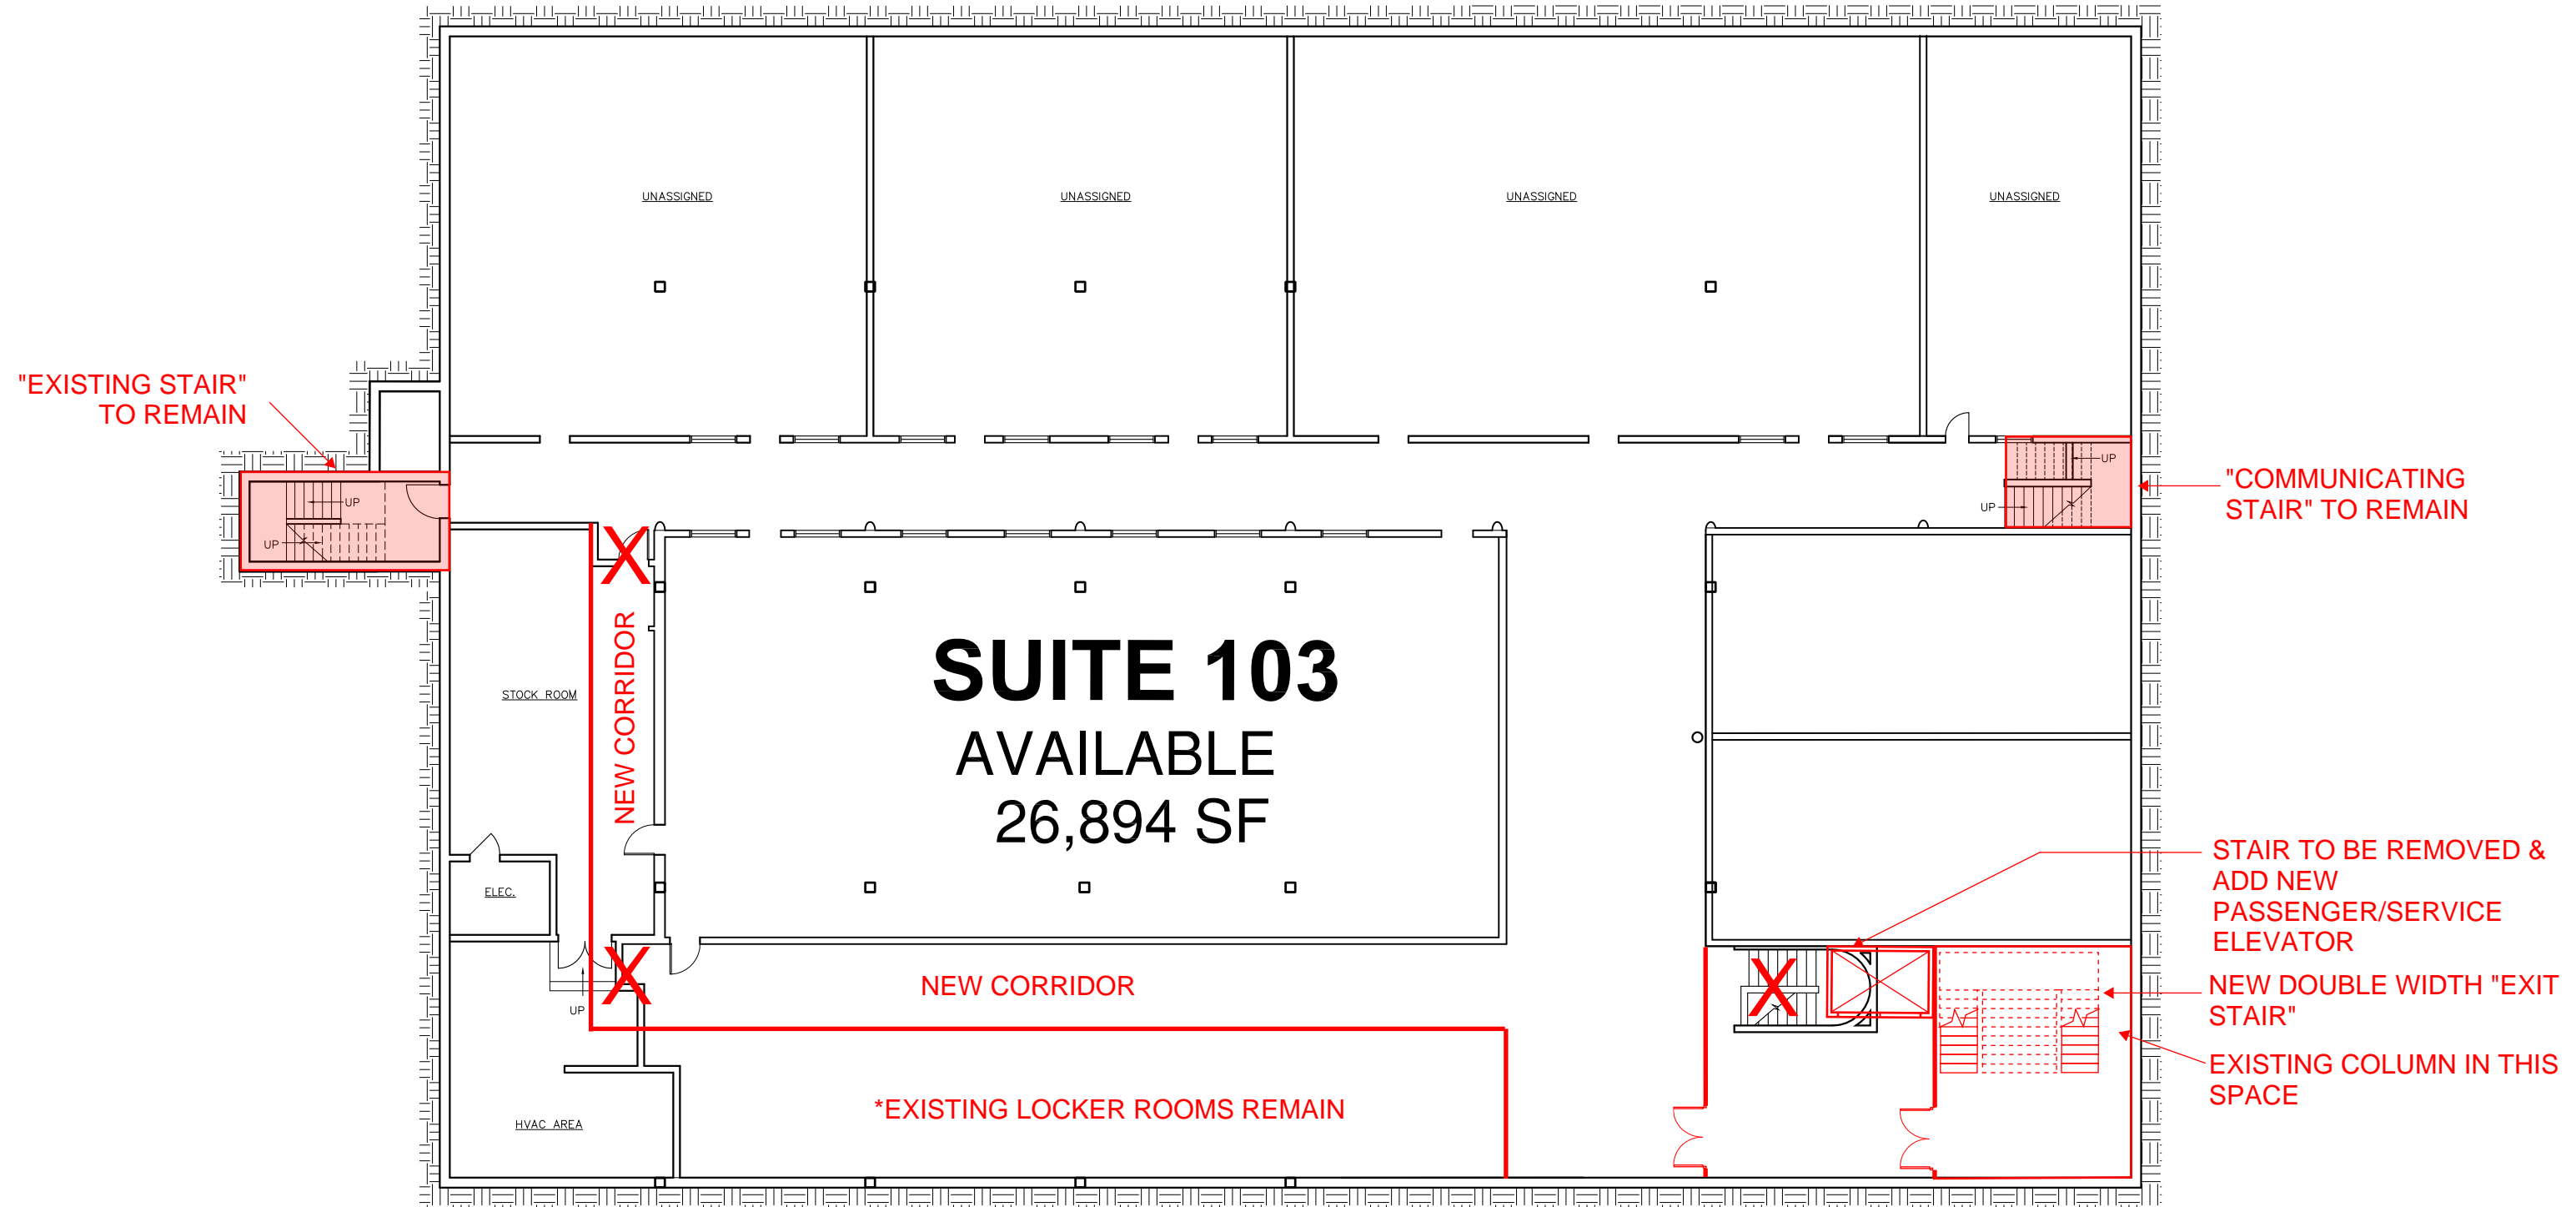 UNASSIGNED
UNASSIGNED
UNASSIGNED
UNASSIGNED
"EXISTING STAIR"
TO REMAIN
UP
UP
UP
UP
"COMMUNICATING
STAIR" TO REMAIN
X
NEW CORRIDOR
STOCK ROOM
SUITE 103
AVAILABLE
26,894 SF
ELEC.
STAIR TO BE REMOVED &
ADD NEW
PASSENGER/SERVICE
ELEVATOR
X
UP
NEW CORRIDOR
X
NEW DOUBLE WIDTH "EXIT
STAIR"
EXISTING COLUMN IN THIS
SPACE
*EXISTING LOCKER ROOMS REMAIN
HVAC AREA